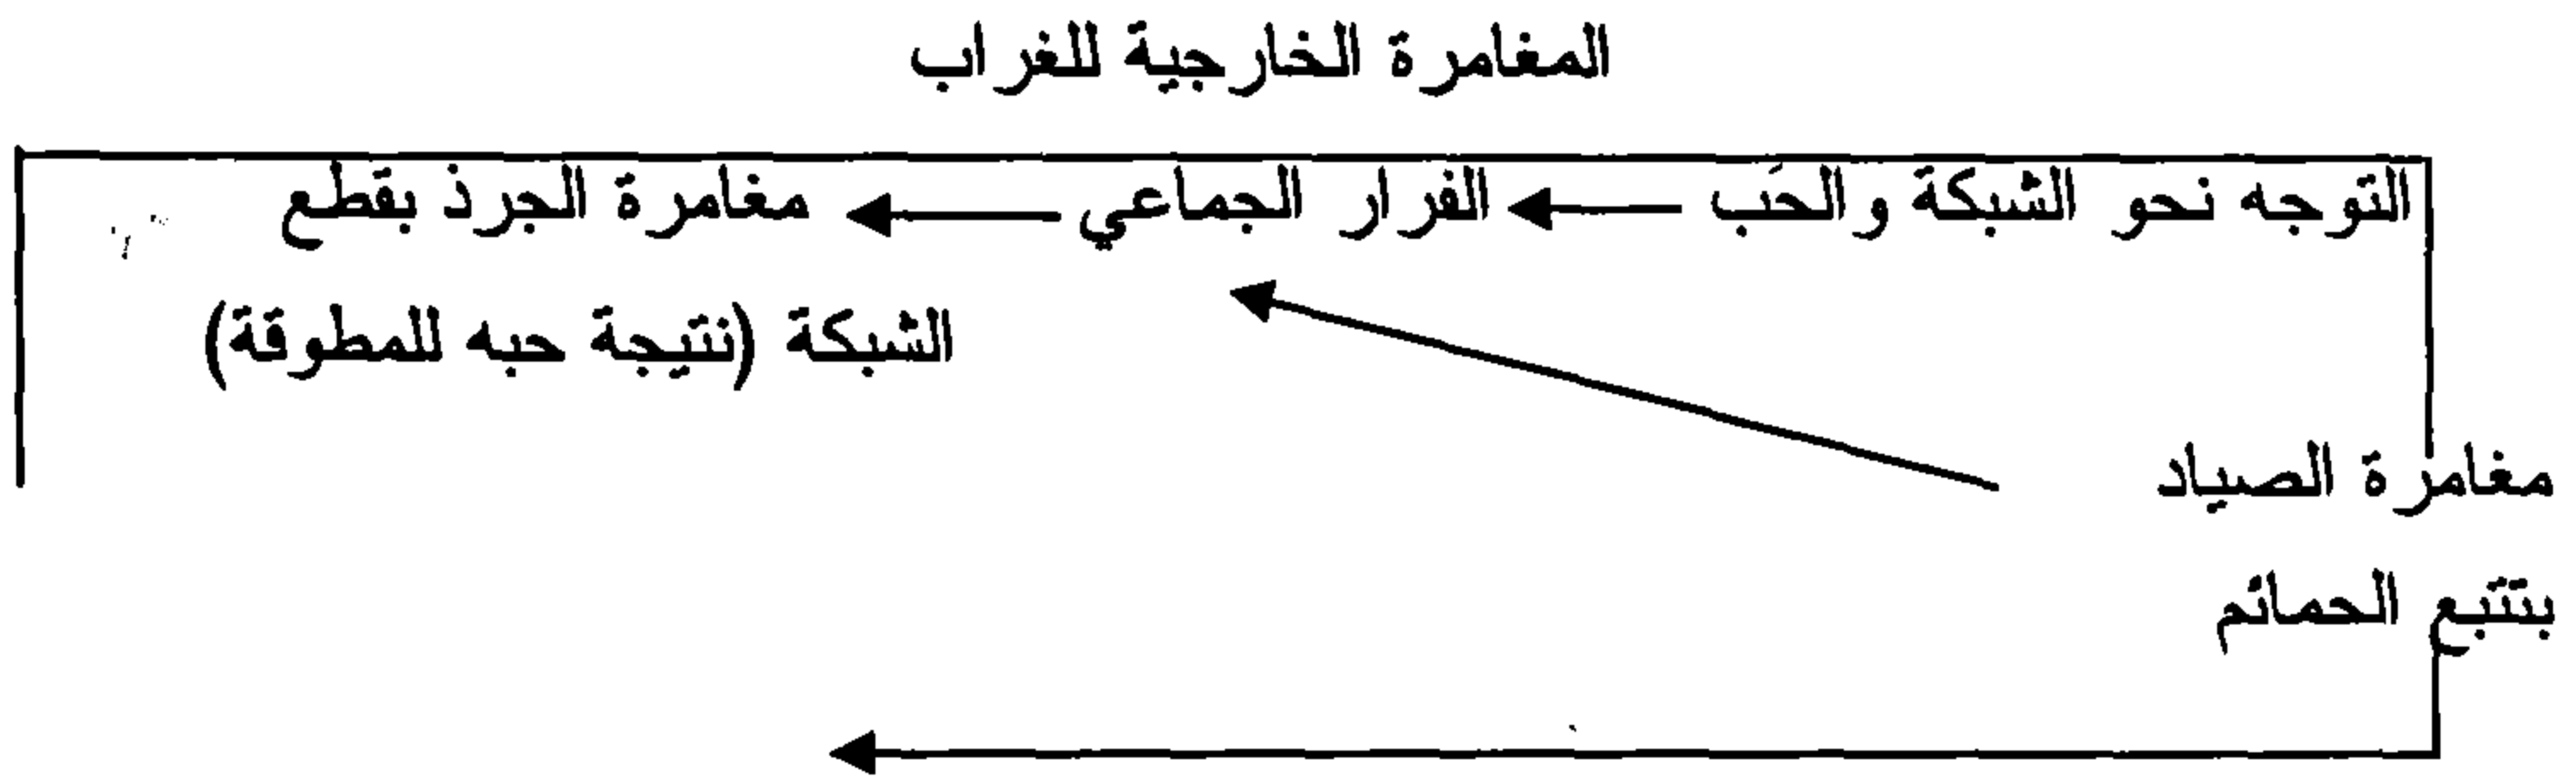 المغامرة الخارجية للغراب
التوجه نحو الشبكة والحَب الفرار الجماعي مغامرة الجرذ بقطع
الشبكة (نتيجة حبه للمطوقة)
مغامرة الصياد
بتتبع الحمائم